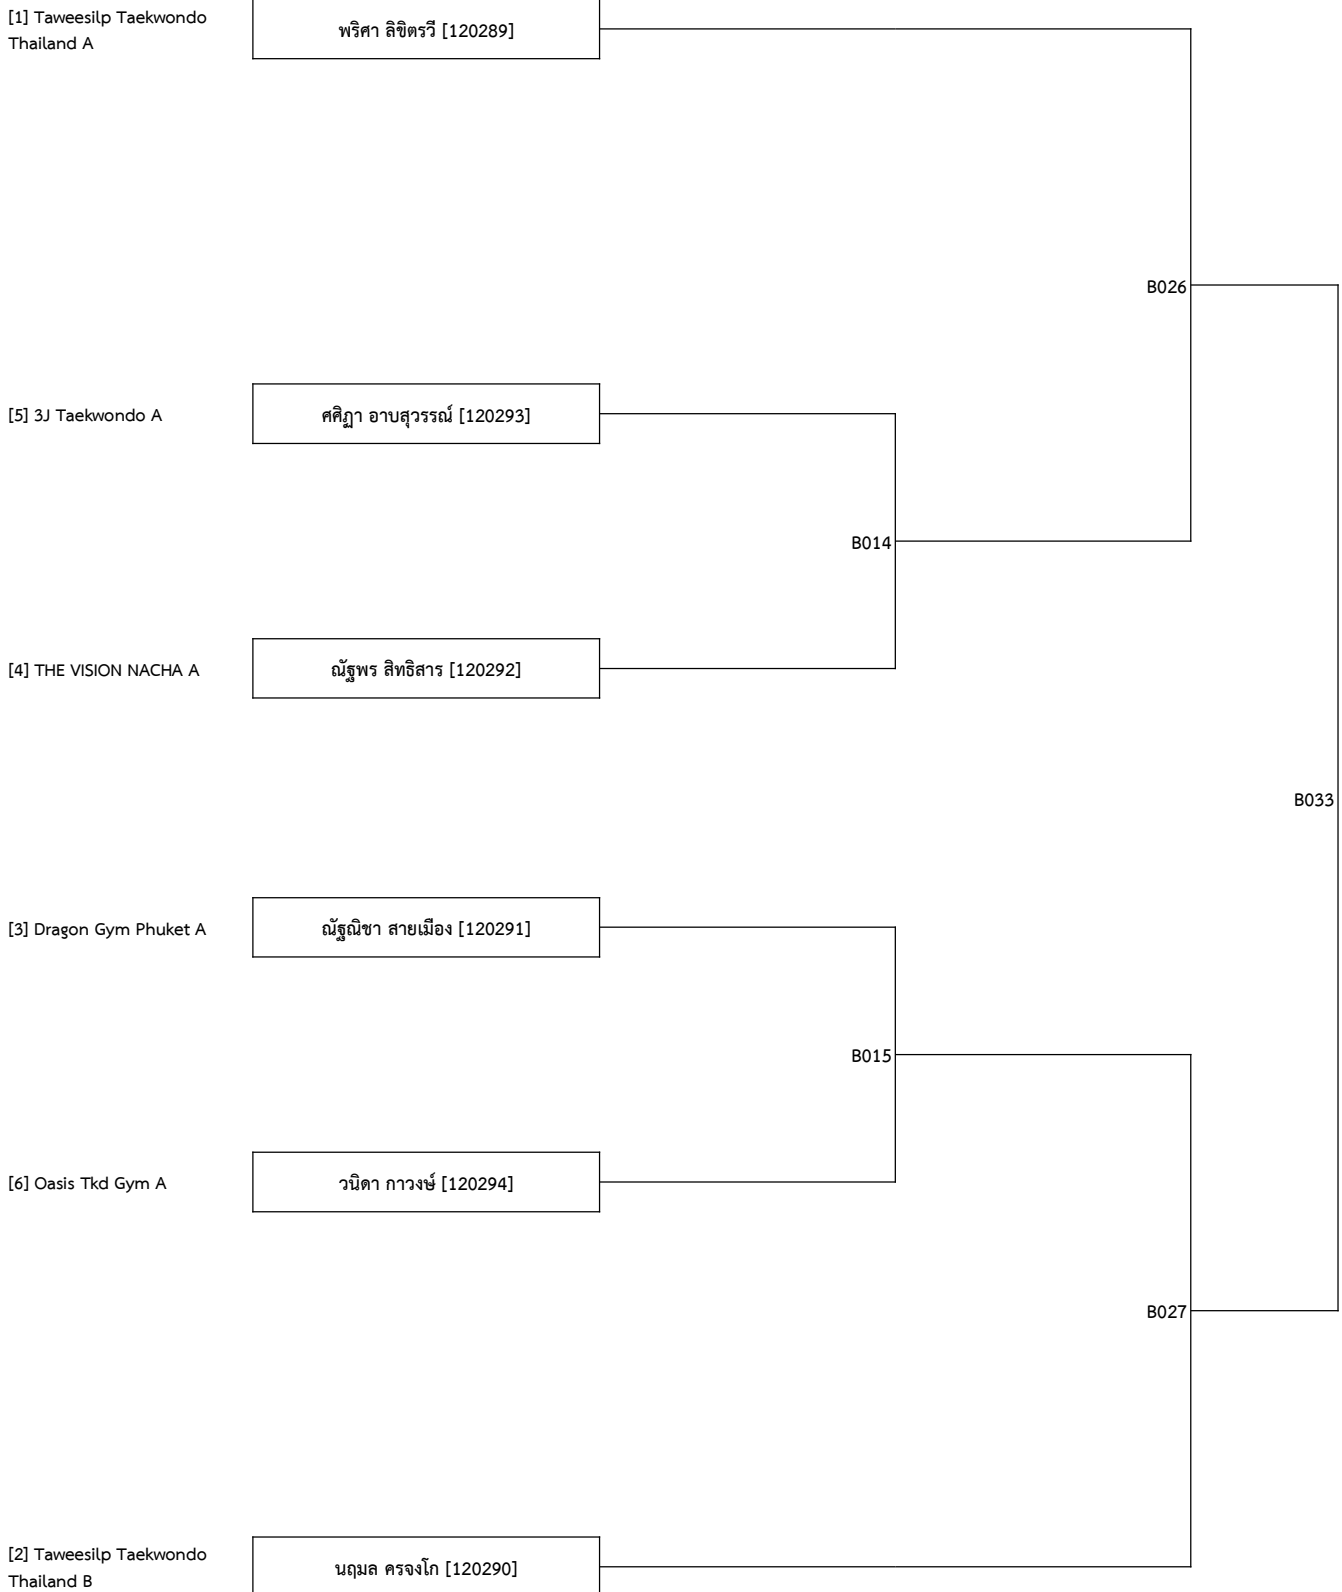 [1] Taweesilp Taekwondo
Thailand A
พริศา ลิขิตรวี [120289]
B026
[5] 3J Taekwondo A
ศศิฏา อาบสุวรรณ์ [120293]
B014
[4] THE VISION NACHA A
ณัฐพร สิทธิสาร [120292]
B033
[3] Dragon Gym Phuket A
ณัฐณิชา สายเมือง [120291]
B015
[6] Oasis Tkd Gym A
วนิดา กาวงษ์ [120294]
B027
[2] Taweesilp Taekwondo
Thailand B
นฤมล ครจงโก [120290]